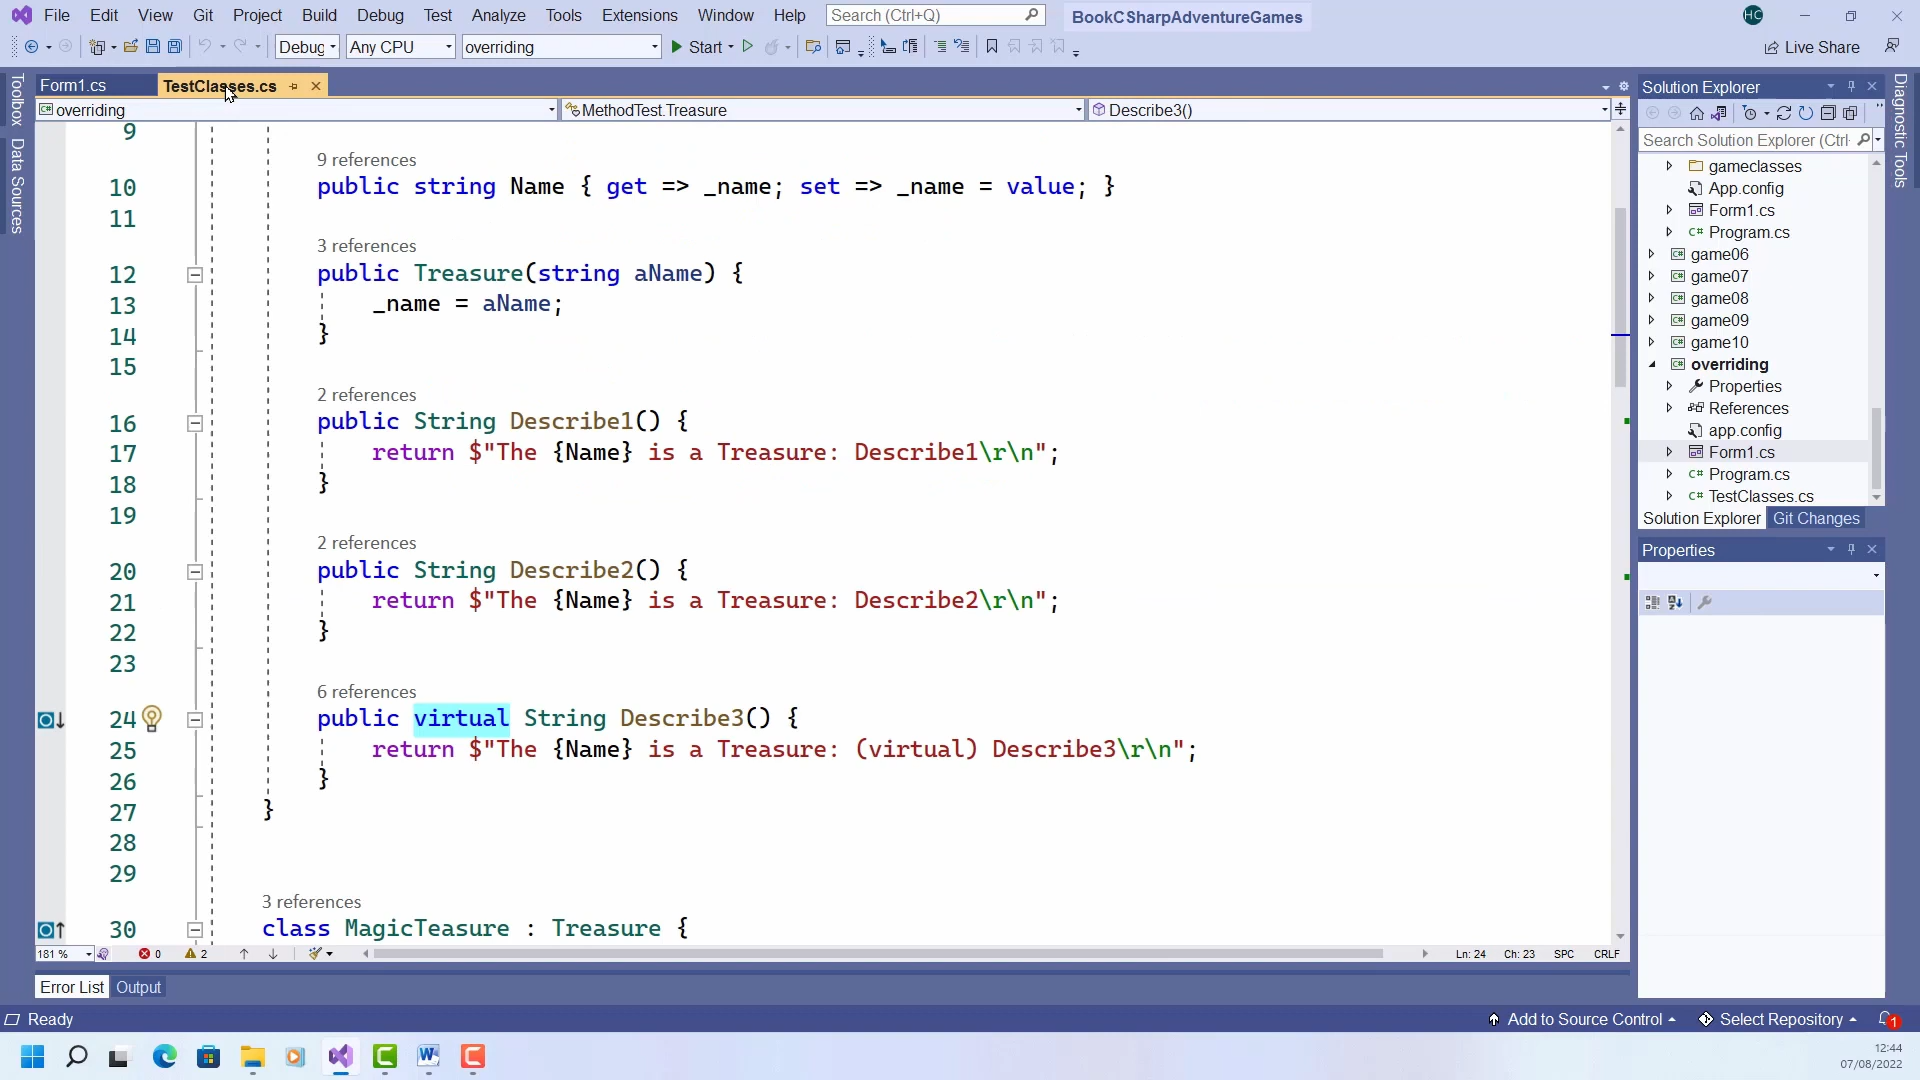 File Edit View Git Project Build Debug Test Analyze Tools Extensions Window Help Search (Ctrl+Q) BookCSharpAdventureGames HC
Debug Any CPU overriding Start Live Share
Form1.cs TestClasses.cs
overriding MethodTest.Treasure Describe3()
9
9 references
10 public string Name { get => _name; set => _name = value; }
11
3 references
12 public Treasure(string aName) {
13 _name = aName;
14 }
15
2 references
16 public String Describe1() {
17 return $"The {Name} is a Treasure: Describe1\r\n";
18 }
19
2 references
20 public String Describe2() {
21 return $"The {Name} is a Treasure: Describe2\r\n";
22 }
23
6 references
24 public virtual String Describe3() {
25 return $"The {Name} is a Treasure: (virtual) Describe3\r\n";
26 }
27 }
28
29
3 references
30 class MagicTeasure : Treasure {
181 % 0 2 Ln: 24 Ch: 23 SPC CRLF
Error List Output
Ready Add to Source Control Select Repository 1
Toolbox
Data Sources
Solution Explorer
Search Solution Explorer (Ctrl
gameclasses
App.config
Form1.cs
Program.cs
game06
game07
game08
game09
game10
overriding
Properties
References
app.config
Form1.cs
Program.cs
TestClasses.cs
Solution Explorer Git Changes
Properties
Diagnostic Tools
12:44
07/08/2022